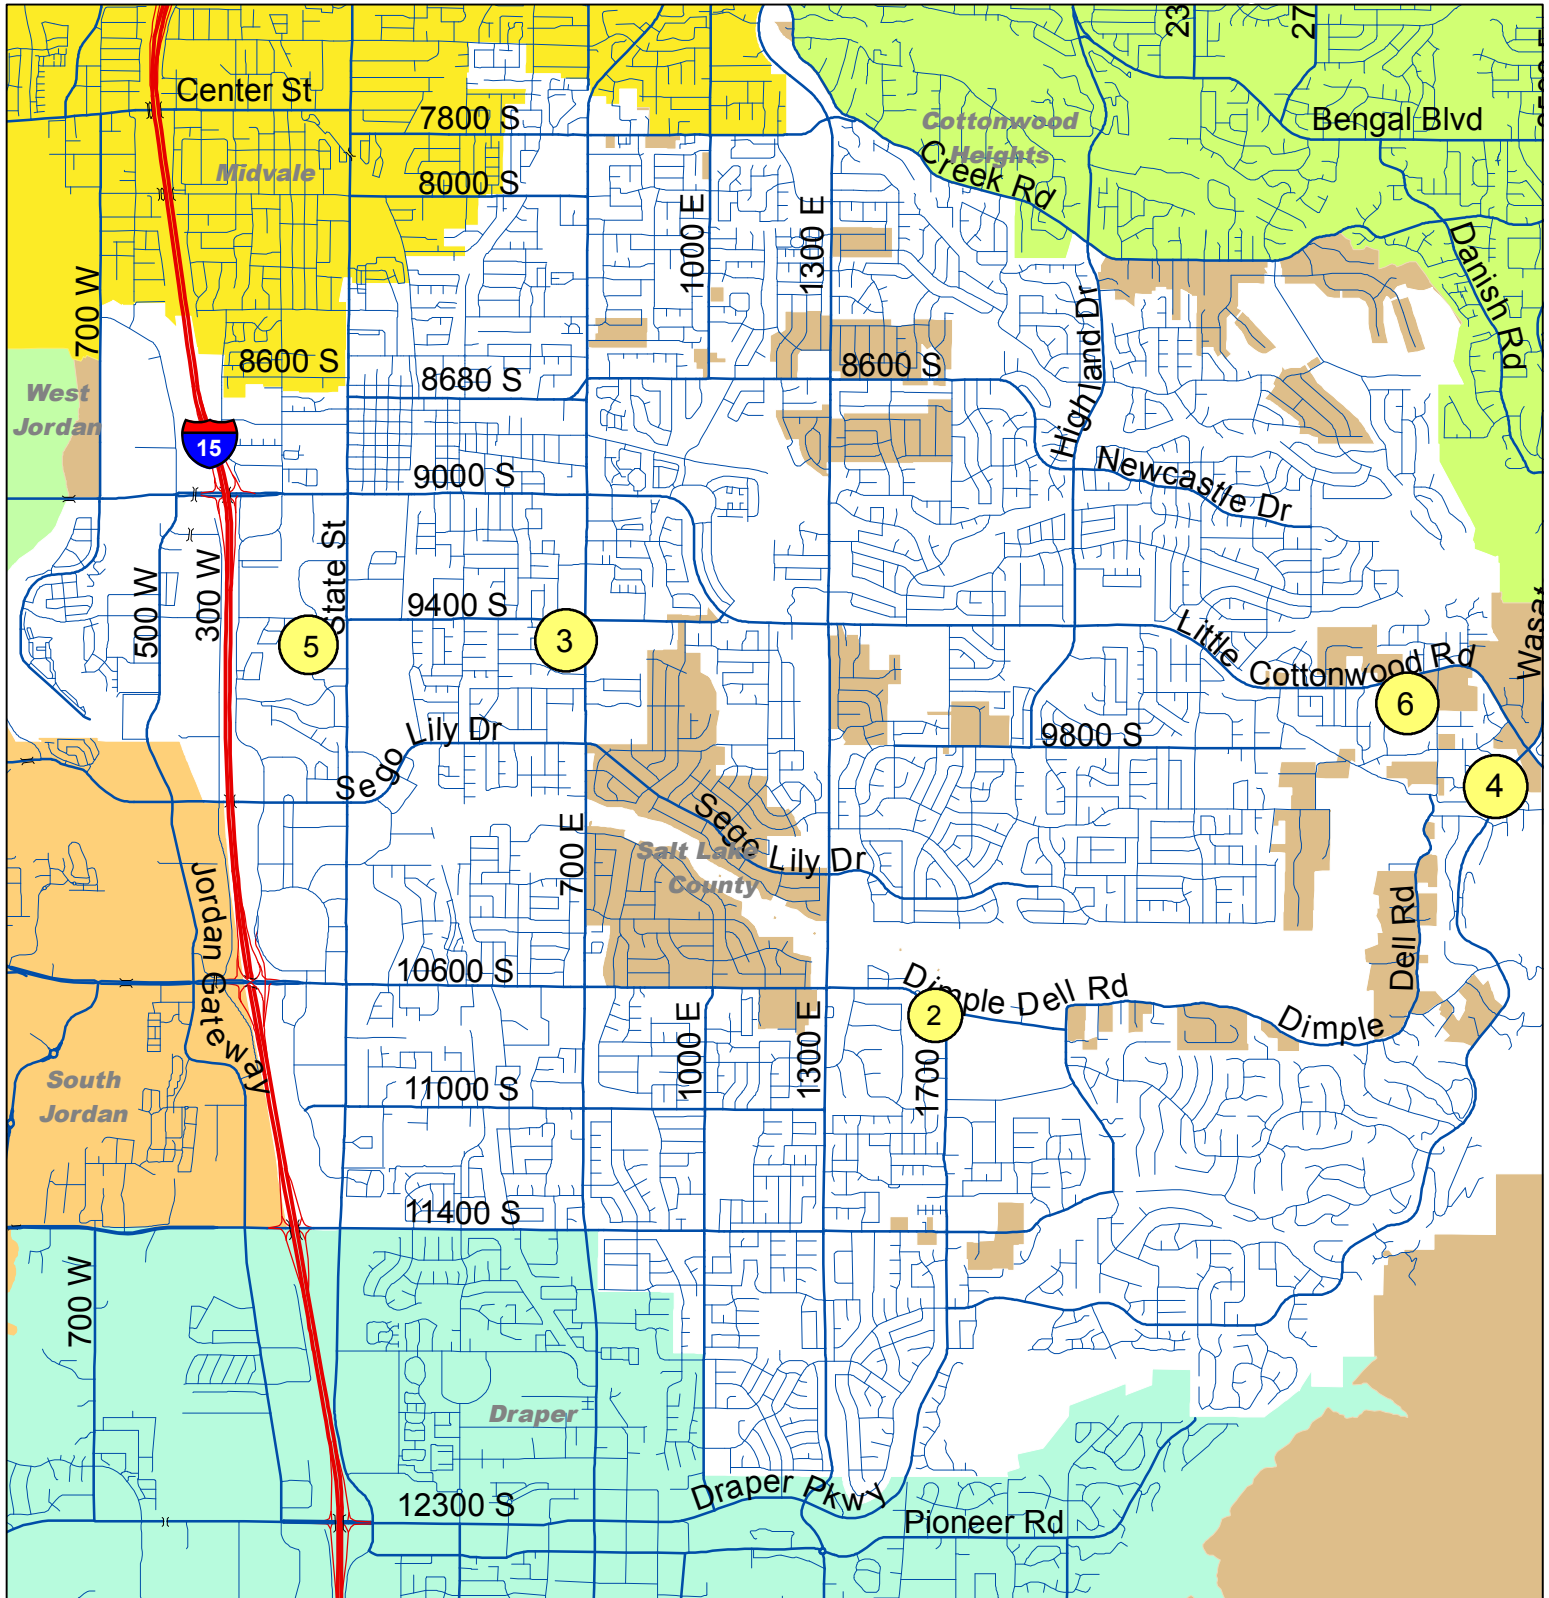 23
27
Center St
7800 S
Bengal Blvd
Cottonwood
Heights
Creek Rd
Midvale
8000 S
1000 E
1300 E
Danish Rd
700 W
Highland Dr
8600 S
8680 S
8600 S
West
Jordan
15
9000 S
Newcastle Dr
State St
300 W
500 W
9400 S
5
3
Little Cottonwood Rd
Wasat
6
Sego Lily Dr
9800 S
4
Sego Lily Dr
700 E
Salt Lake
County
Jordan Gateway
Dell Rd
10600 S
Dimple Dell Rd
2
Dimple
1000 E
1300 E
1700
South
Jordan
11000 S
11400 S
700 W
Draper
12300 S
Draper Pkwy
Pioneer Rd